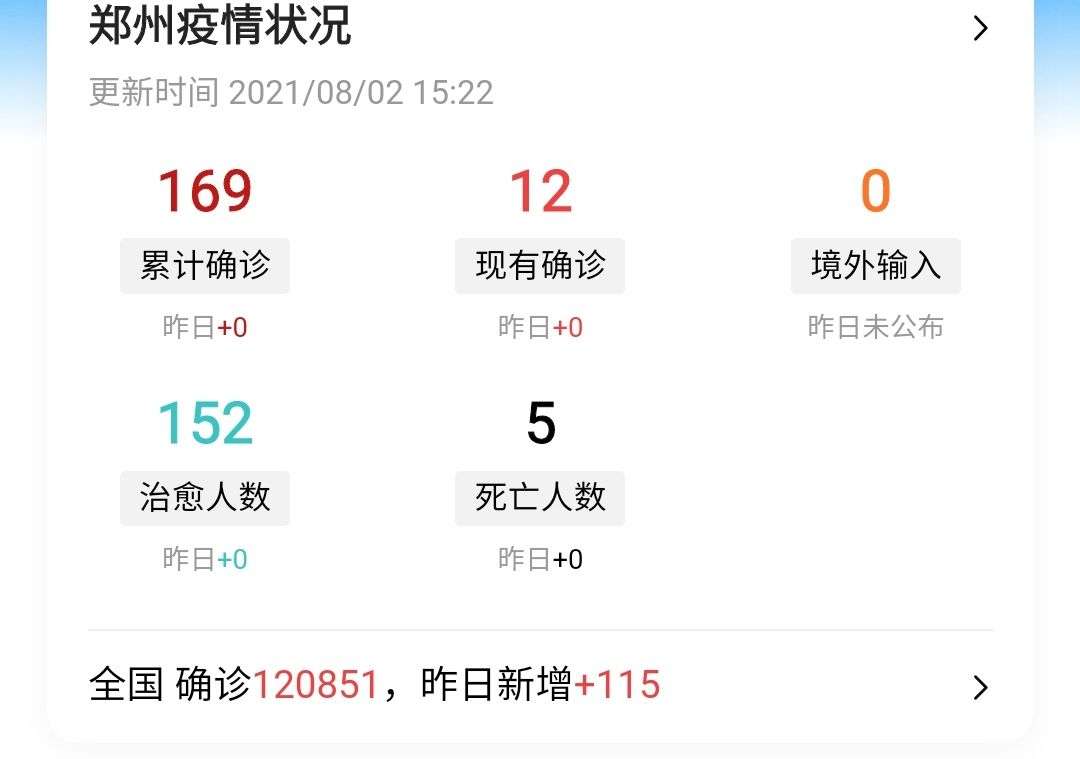 郑州疫情状况
更新时间 2021/08/02 15:22
169 12 0
累计确诊 现有确诊 境外输入
昨日+0 昨日+0 昨日未公布
152 5
治愈人数 死亡人数
昨日+0 昨日+0
全国 确诊120851，昨日新增+115